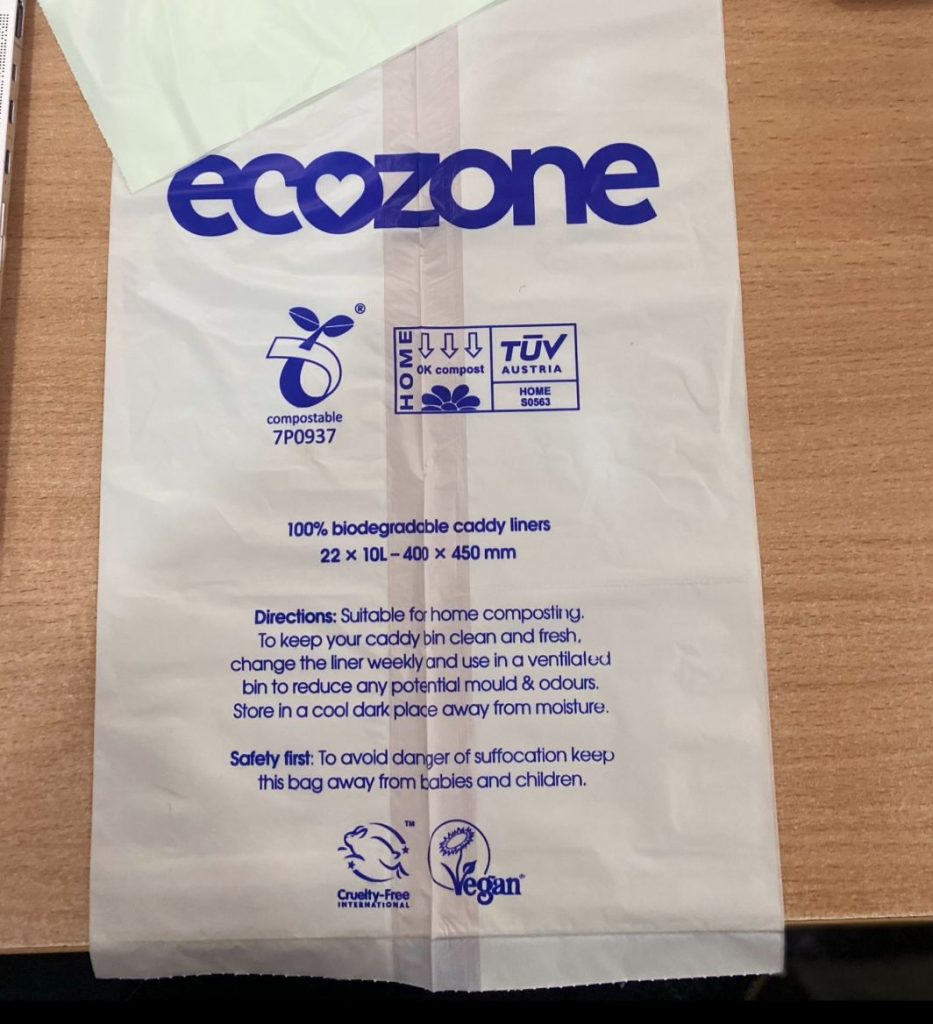 ecozone
®
compostable
7P0937
HOME
OK compost
TÜV
AUSTRIA
HOME
S0563
100% biodegradable caddy liners
22 × 10L – 400 × 450 mm
Directions: Suitable for home composting.
To keep your caddy bin clean and fresh,
change the liner weekly and use in a ventilated
bin to reduce any potential mould & odours.
Store in a cool dark place away from moisture.
Safety first: To avoid danger of suffocation keep
this bag away from babies and children.
TM
Cruelty-Free
INTERNATIONAL
Vegan®